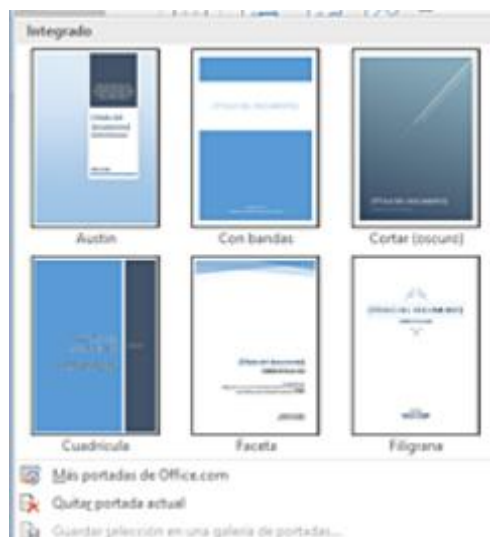 Integrado
Austin
Con bandas
Cortar (oscuro)
Cuadrícula
Faceta
Filigrana
Más portadas de Office.com
Quitar portada actual
Guardar selección en una galería de portadas...